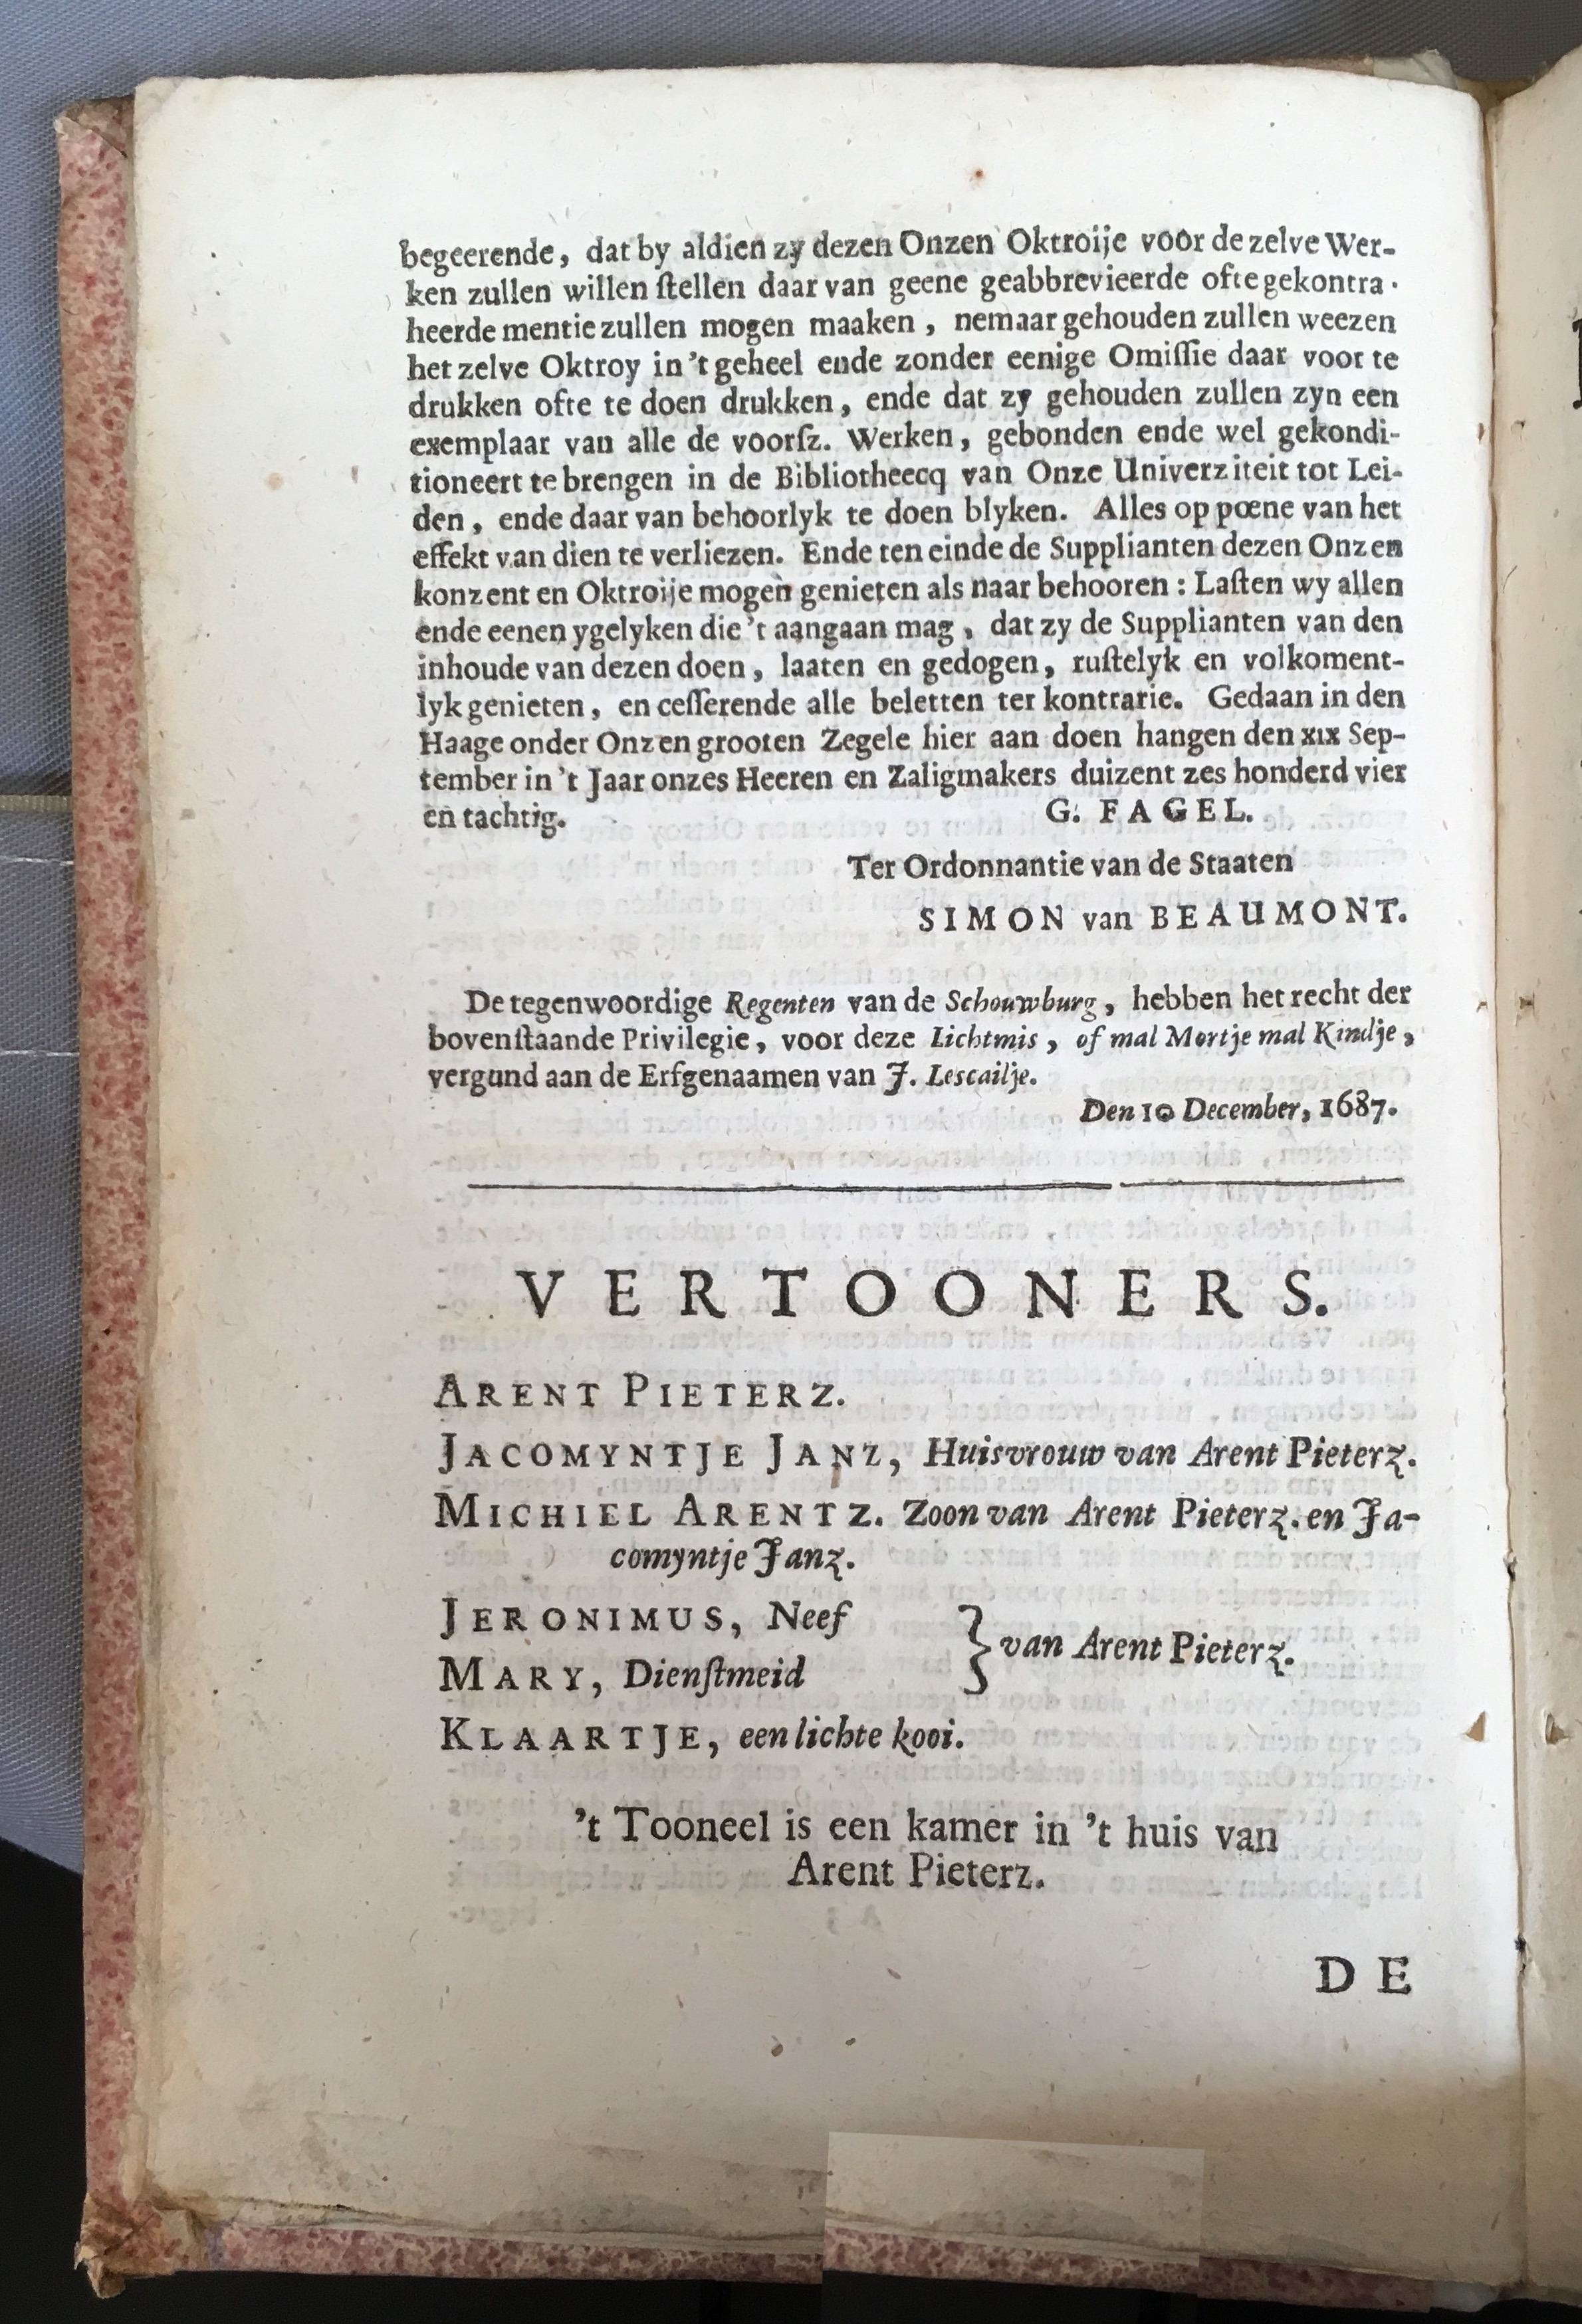 begeerende, dat by aldien zy dezen Onzen Oktroije voor de zelve Wer-
ken zullen willen ſtellen daar van geene geabbrevieerde ofte gekontra-
heerde mentie zullen mogen maaken, nemaar gehouden zullen weezen
het zelve Oktroy in 't geheel ende zonder eenige Omiſſie daar voor te
drukken ofte te doen drukken, ende dat zy gehouden zullen zyn een
exemplaar van alle de voorſz. Werken, gebonden ende wel gekondi-
tioneert te brengen in de Bibliotheecq van Onze Univerziteit tot Lei-
den, ende daar van behoorlyk te doen blyken. Alles op pœne van het
effekt van dien te verliezen. Ende ten einde de Supplianten dezen Onzen
konzent en Oktroije mogen genieten als naar behooren: Laſten wy allen
ende eenen ygelyken die 't aangaan mag, dat zy de Supplianten van den
inhoude van dezen doen, laaten en gedogen, ruſtelyk en volkoment-
lyk genieten, en ceſſerende alle beletten ter kontrarie. Gedaan in den
Haage onder Onzen grooten Zegele hier aan doen hangen den XIX Sep-
tember in 't Jaar onzes Heeren en Zaligmakers duizent zes honderd vier
en tachtig. G. FAGEL.
Ter Ordonnantie van de Staaten
SIMON van BEAUMONT.
De tegenwoordige Regenten van de Schouwburg, hebben het recht der
bovenſtaande Privilegie, voor deze Lichtmis, of mal Mortje mal Kindje,
vergund aan de Erfgenaamen van J. Lescailje.
Den 10 December, 1687.
VERTOONERS.
ARENT PIETERZ.
JACOMYNTJE JANZ, Huisvrouw van Arent Pieterz.
MICHIEL ARENTZ. Zoon van Arent Pieterz. en Ja-
comyntje Janz.
JERONIMUS, Neef
MARY, Dienſtmeid
} van Arent Pieterz.
KLAARTJE, een lichte kooi.
't Tooneel is een kamer in 't huis van
Arent Pieterz.
DE